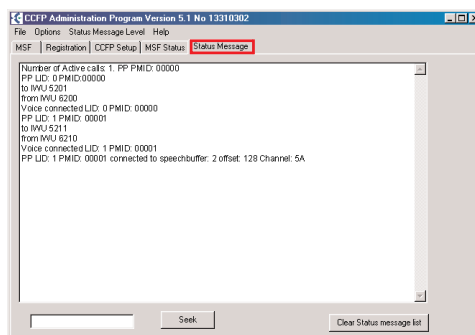 CCFP Administration Program Version 5.1 No 13310302
File Options Status Message Level Help
MSF Registration CCFP Setup MSF Status Status Message
Number of Active calls: 1. PP PMID: 00000
PP LID: 0 PMID:00000
to IWU 5201
from IWU 6200
Voice connected LID: 0 PMID: 00000
PP LID: 1 PMID: 00001
to IWU 5211
from IWU 6210
Voice connected LID: 1 PMID: 00001
PP LID: 1 PMID: 00001 connected to speechbuffer: 2 offset: 128 Channel: 5A
Seek
Clear Status message list